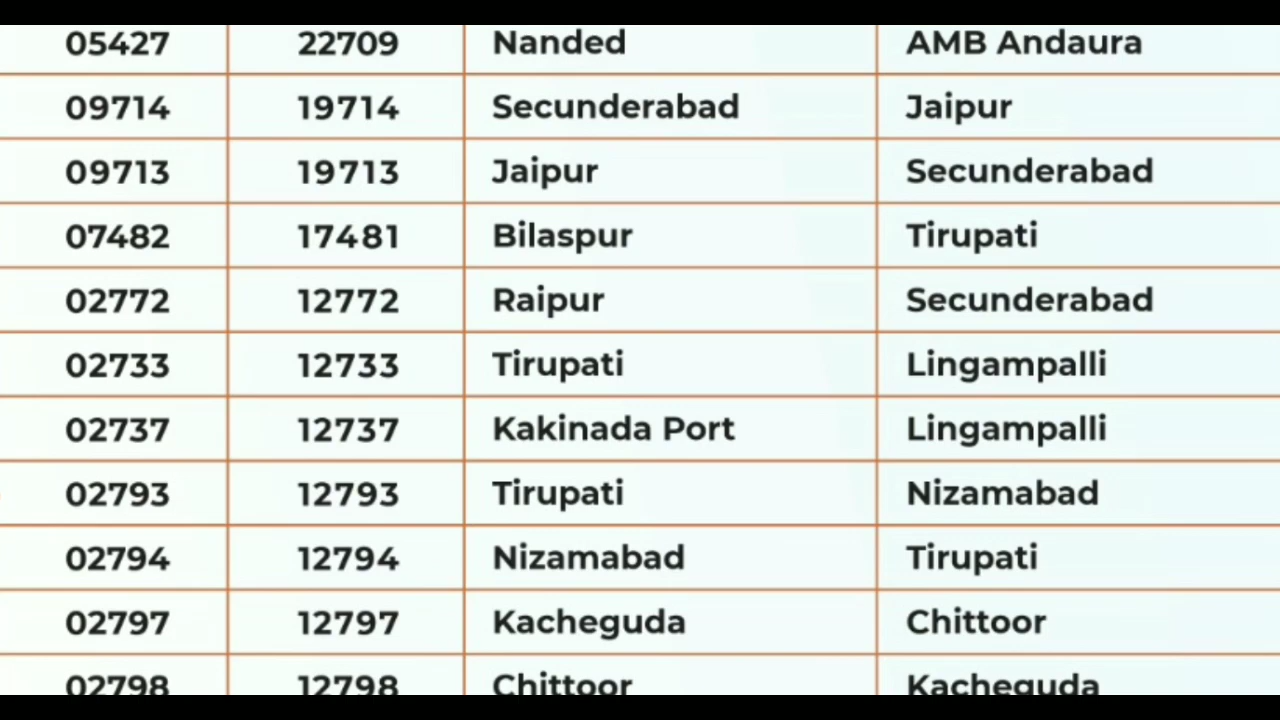 05427 22709 Nanded AMB Andaura
09714 19714 Secunderabad Jaipur
09713 19713 Jaipur Secunderabad
07482 17481 Bilaspur Tirupati
02772 12772 Raipur Secunderabad
02733 12733 Tirupati Lingampalli
02737 12737 Kakinada Port Lingampalli
02793 12793 Tirupati Nizamabad
02794 12794 Nizamabad Tirupati
02797 12797 Kacheguda Chittoor
02798 12798 Chittoor Kacheguda